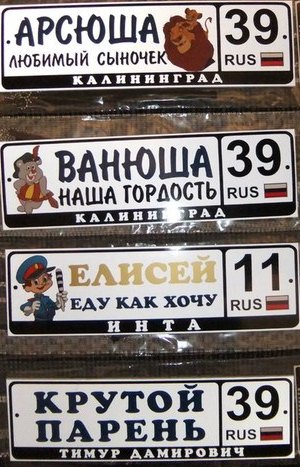 АРСЮША
ЛЮБИМЫЙ СЫНОЧЕК
39
RUS
КАЛИНИНГРАД
ВАНЮША
НАША ГОРДОСТЬ
39
RUS
КАЛИНИНГРАД
ЕЛИСЕЙ
ЕДУ КАК ХОЧУ
11
RUS
ИНТА
КРУТОЙ
ПАРЕНЬ
39
RUS
ТИМУР ДАМИРОВИЧ